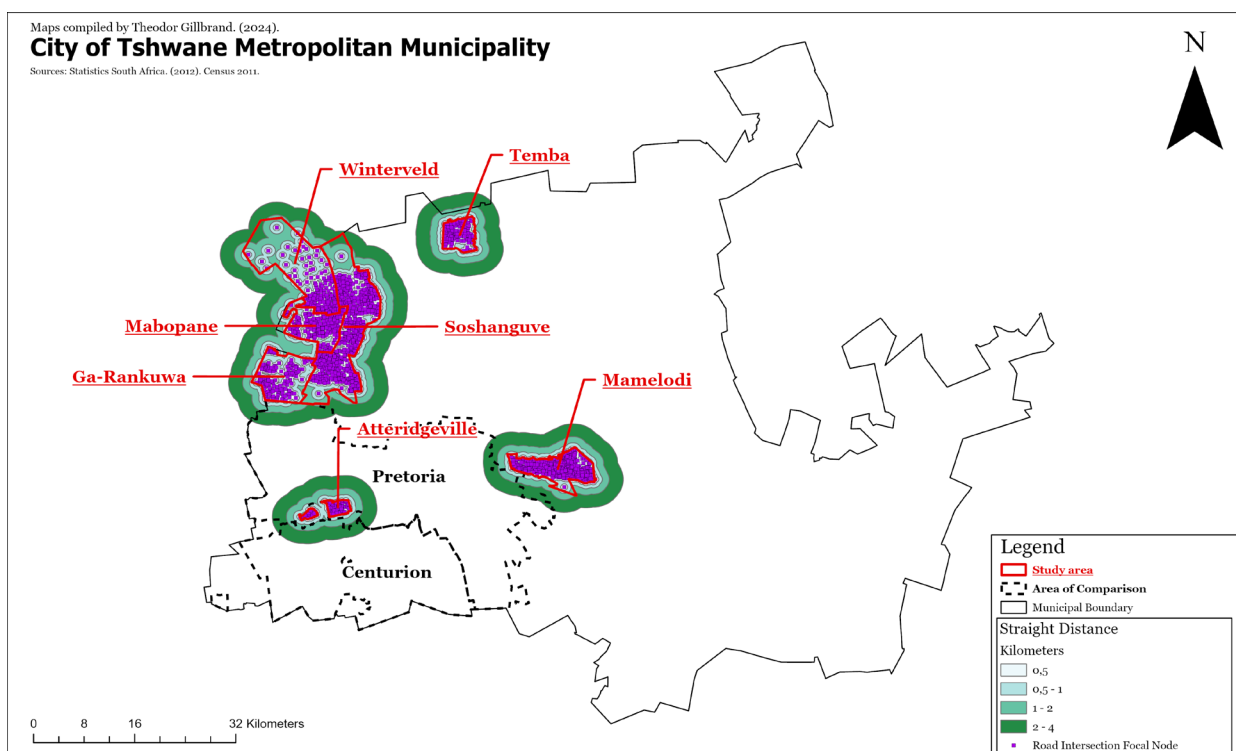 Maps compiled by Theodor Gillbrand. (2024).
City of Tshwane Metropolitan Municipality
Sources: Statistics South Africa. (2012). Census 2011.
N
Temba
Winterveld
Mabopane
Soshanguve
Ga-Rankuwa
Mamelodi
Atteridgeville
Pretoria
Centurion
Legend
Study area
Area of Comparison
Municipal Boundary
Straight Distance
Kilometers
0,5
0,5 - 1
1 - 2
2 - 4
Road Intersection Focal Node
0 8 16 32 Kilometers